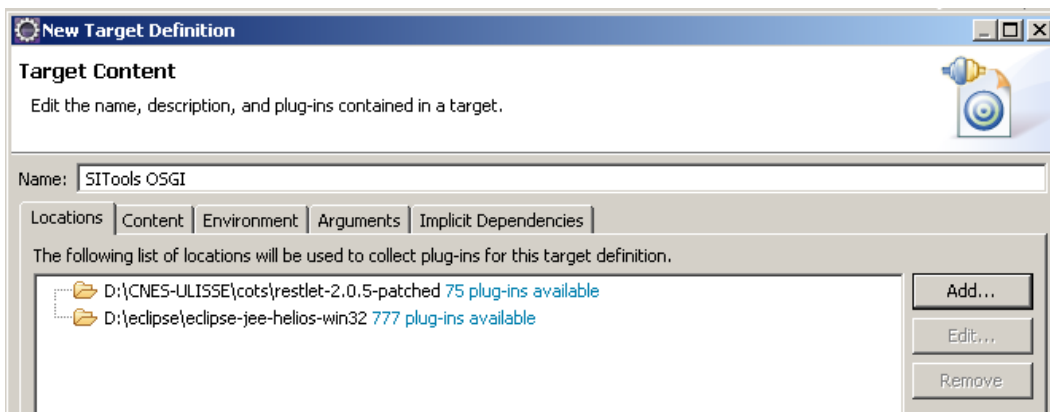 New Target Definition
Target Content
Edit the name, description, and plug-ins contained in a target.
Name: SITools OSGI
Locations Content Environment Arguments Implicit Dependencies
The following list of locations will be used to collect plug-ins for this target definition.
D:\CNES-ULISSE\cots\restlet-2.0.5-patched 75 plug-ins available Add...
D:\eclipse\eclipse-jee-helios-win32 777 plug-ins available
Edit...
Remove